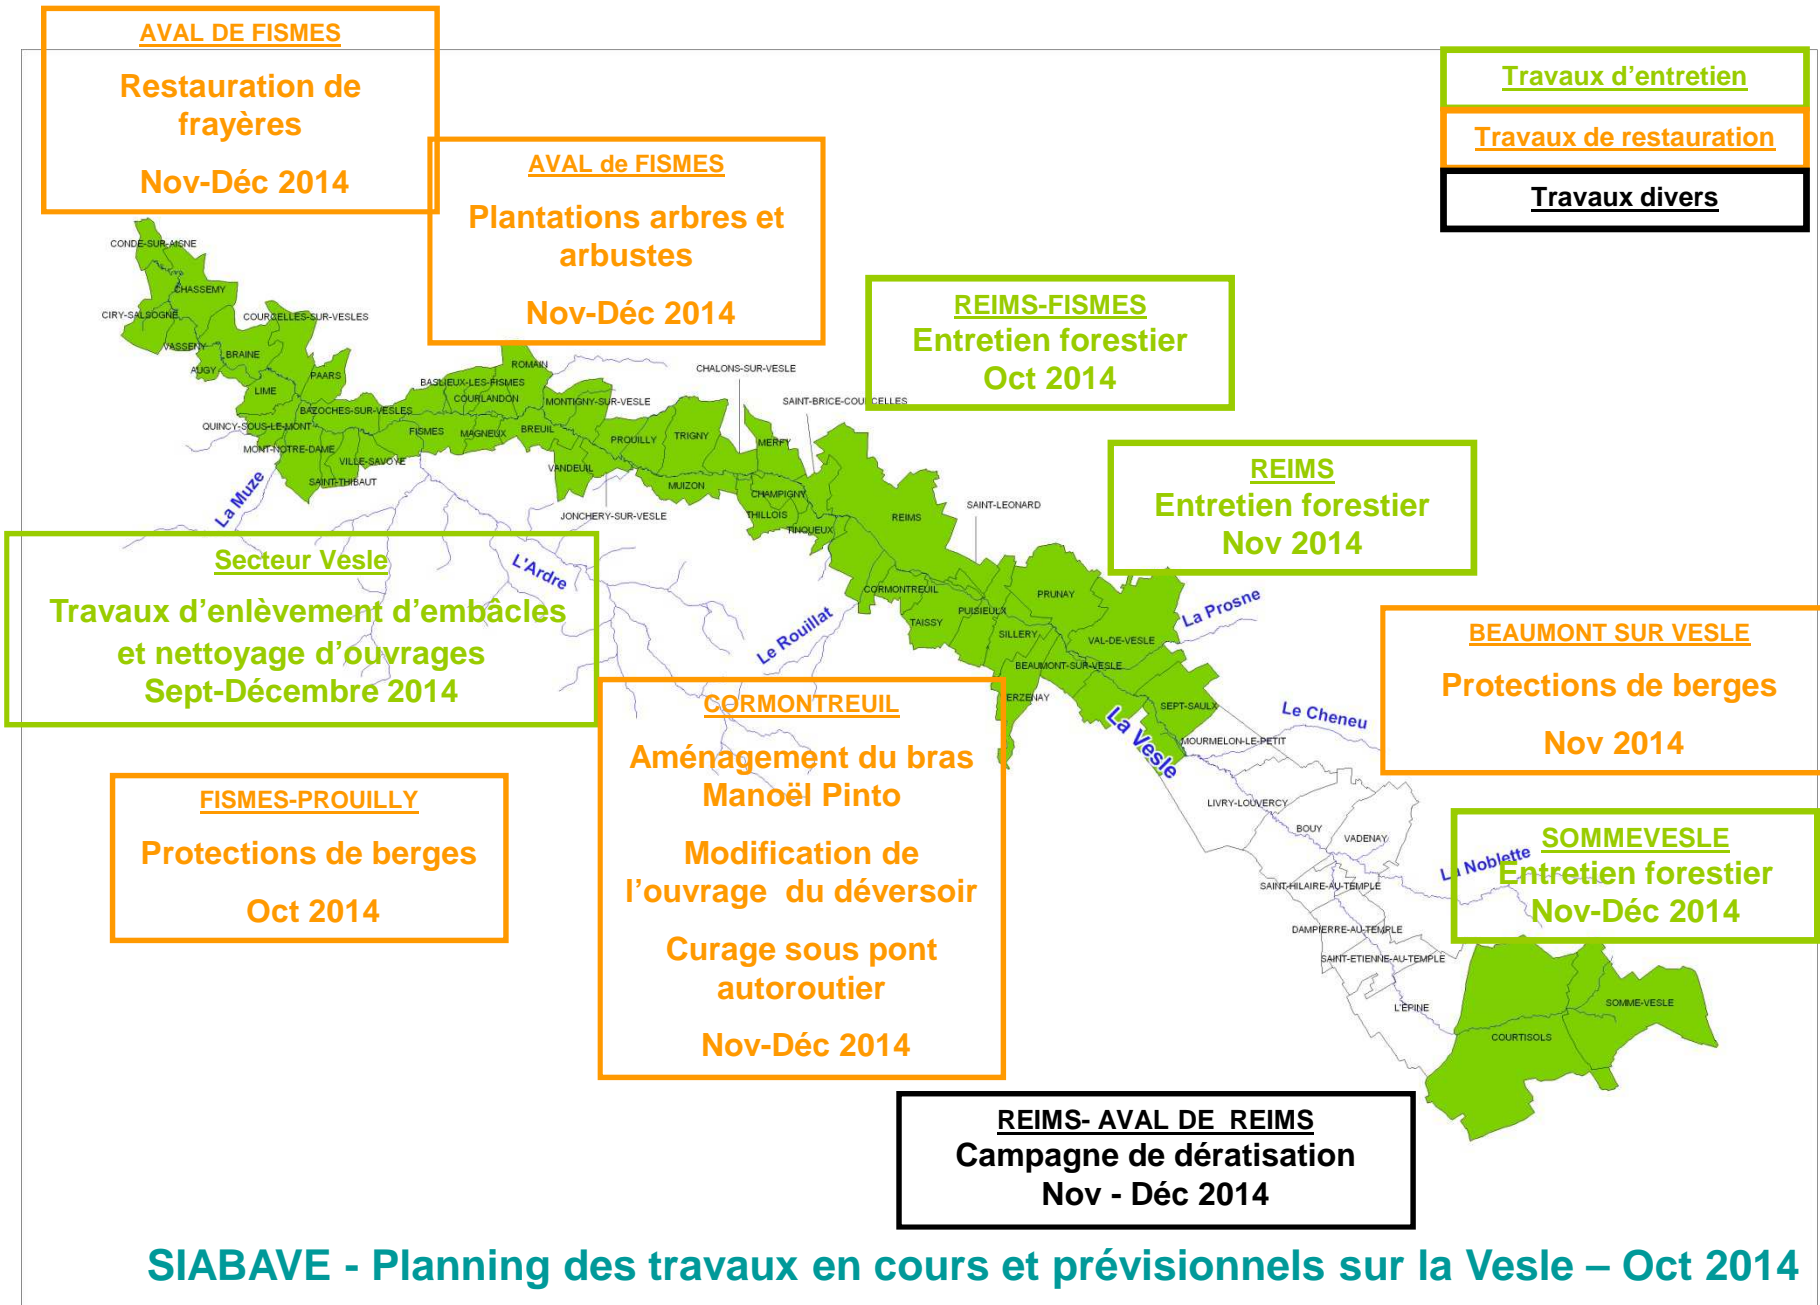 AVAL DE FISMES
Restauration de
frayères
Nov-Déc 2014
AVAL de FISMES
Plantations arbres et
arbustes
Nov-Déc 2014
Travaux d'entretien
Travaux de restauration
Travaux divers
REIMS-FISMES
Entretien forestier
Oct 2014
REIMS
Entretien forestier
Nov 2014
CONDE-SUR-AISNE
CHASSEMY
CIRY-SALSOGNE
COURCELLES-SUR-VESLES
VASSENY
BRAINE
AUGY
PAARS
LIME
BAZOCHES-SUR-VESLES
QUINCY-SOUS-LE-MONT
MONT-NOTRE-DAME
VILLE-SAVOYE
SAINT-THIBAUT
ROMAIN
BASLIEUX-LES-FISMES
COURLANDON
MONTIGNY-SUR-VESLE
FISMES
MAGNEUX
BREUIL
PROUILLY
TRIGNY
VANDEUIL
JONCHERY-SUR-VESLE
MUIZON
CHALONS-SUR-VESLE
SAINT-BRICE-COURCELLES
MERFY
CHAMPIGNY
THILLOIS
TINQUEUX
REIMS
SAINT-LEONARD
CORMONTREUIL
TAISSY
PUISIEULX
PRUNAY
SILLERY
VAL-DE-VESLE
BEAUMONT-SUR-VESLE
ERZENAY
SEPT-SAULX
MOURMELON-LE-PETIT
LIVRY-LOUVERCY
BOUY
VADENAY
SAINT-HILAIRE-AU-TEMPLE
DAMPIERRE-AU-TEMPLE
SAINT-ETIENNE-AU-TEMPLE
L'EPINE
COURTISOLS
SOMME-VESLE
La Muze
L'Ardre
Le Rouillat
La Prosne
La Vesle
Le Cheneu
La Noblette
Secteur Vesle
Travaux d'enlèvement d'embâcles
et nettoyage d'ouvrages
Sept-Décembre 2014
BEAUMONT SUR VESLE
Protections de berges
Nov 2014
FISMES-PROUILLY
Protections de berges
Oct 2014
CORMONTREUIL
Aménagement du bras
Manoël Pinto
Modification de
l'ouvrage du déversoir
Curage sous pont
autoroutier
Nov-Déc 2014
SOMMEVESLE
Entretien forestier
Nov-Déc 2014
REIMS- AVAL DE REIMS
Campagne de dératisation
Nov - Déc 2014
SIABAVE - Planning des travaux en cours et prévisionnels sur la Vesle – Oct 2014